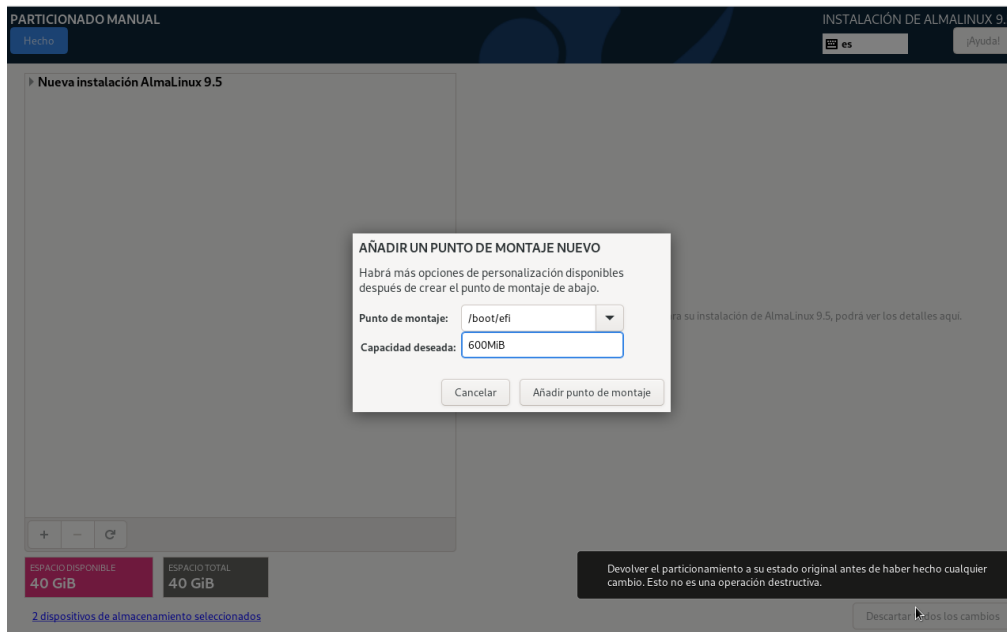 PARTICIONADO MANUAL
INSTALACIÓN DE ALMALINUX 9.
Hecho
es
¡Ayuda!
Nueva instalación AlmaLinux 9.5
AÑADIR UN PUNTO DE MONTAJE NUEVO
Habrá más opciones de personalización disponibles
después de crear el punto de montaje de abajo.
Punto de montaje:
/boot/efi
ra su instalación de AlmaLinux 9.5, podrá ver los detalles aquí.
Capacidad deseada:
600MiB
Cancelar
Añadir punto de montaje
ESPACIO DISPONIBLE
40 GiB
ESPACIO TOTAL
40 GiB
Devolver el particionamiento a su estado original antes de haber hecho cualquier
cambio. Esto no es una operación destructiva.
2 dispositivos de almacenamiento seleccionados
Descartar todos los cambios